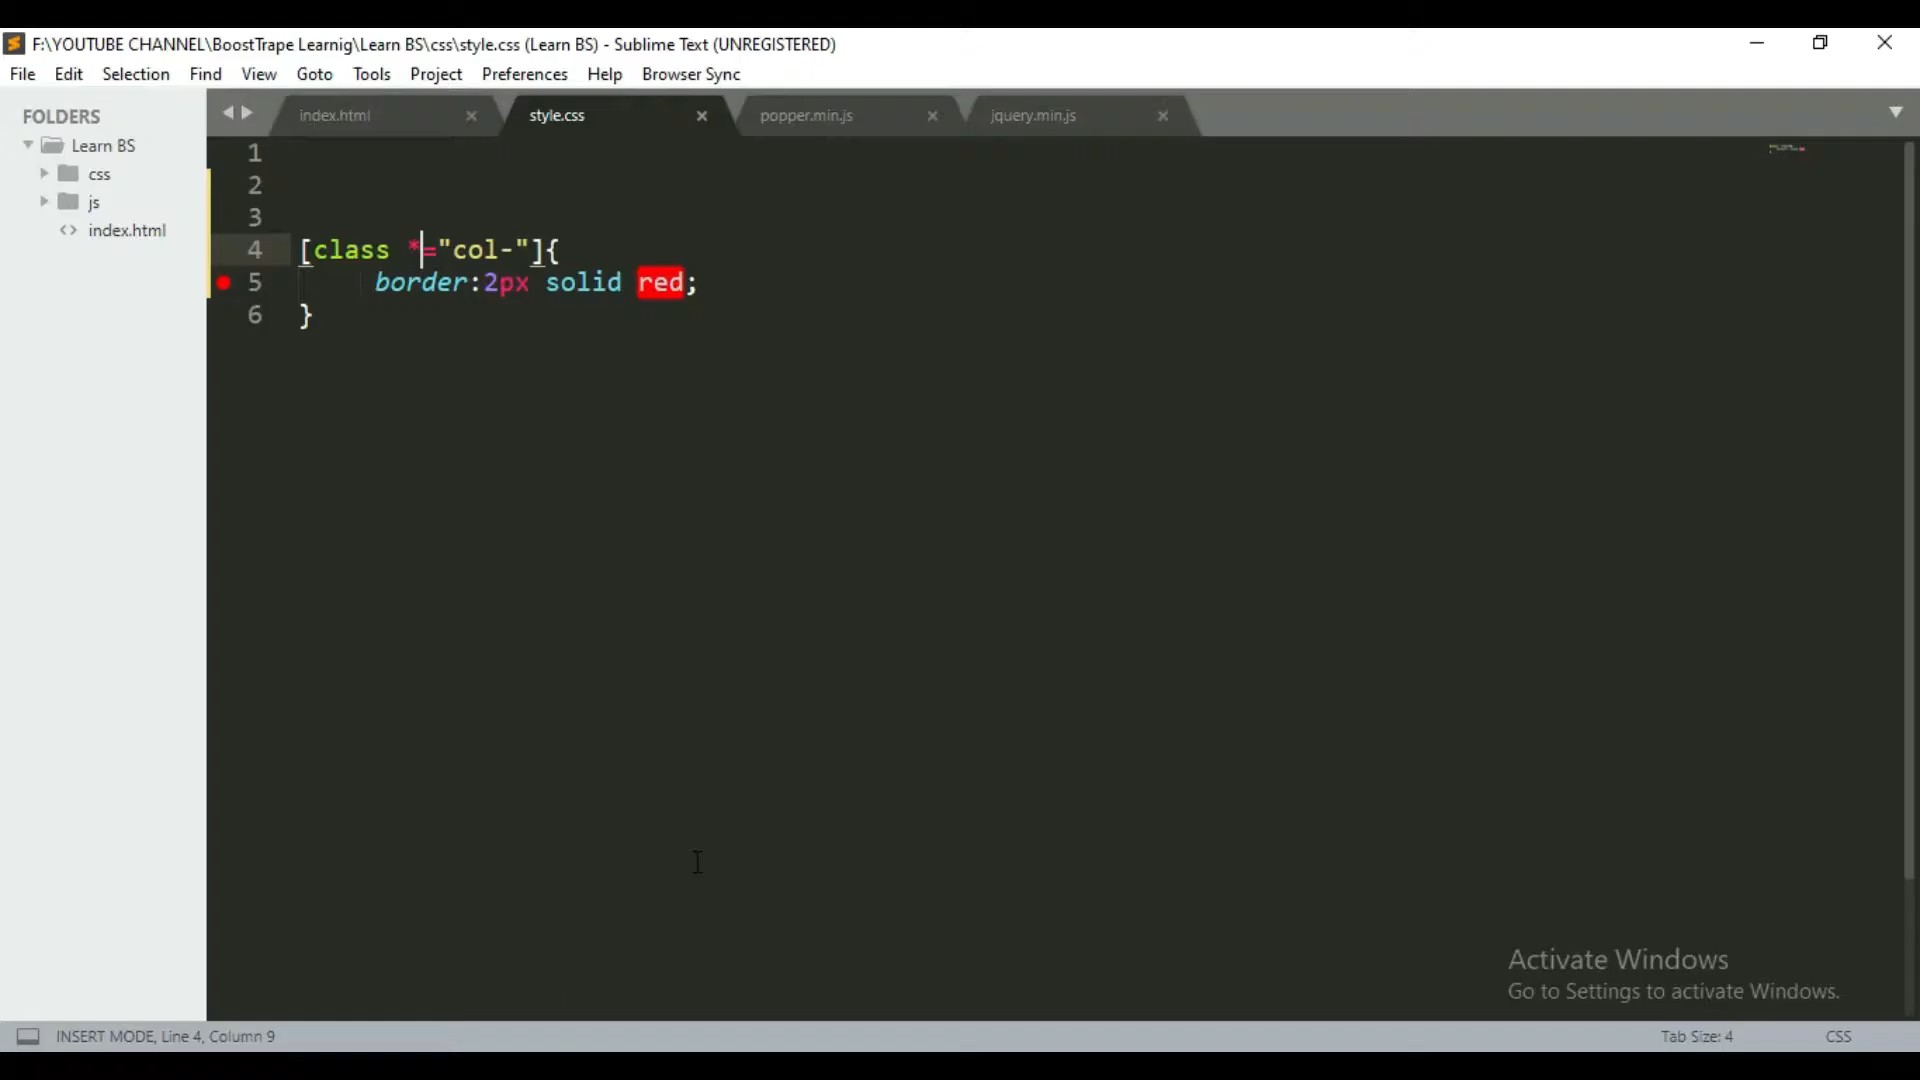 F:\YOUTUBE CHANNEL\BoostTrape Learnig\Learn BS\css\style.css (Learn BS) - Sublime Text (UNREGISTERED)
File Edit Selection Find View Goto Tools Project Preferences Help Browser Sync
FOLDERS
Learn BS
css
js
index.html
index.html style.css popper.min.js jquery.min.js
1
2
3
4 [class *="col-"]{
5 border:2px solid red;
6 }
Activate Windows
Go to Settings to activate Windows.
INSERT MODE, Line 4, Column 9 Tab Size: 4 CSS